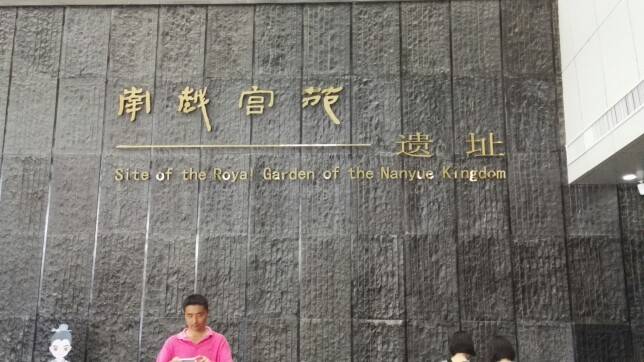 南越宫苑
遗址
Site of the Royal Garden of the Nanyue Kingdom